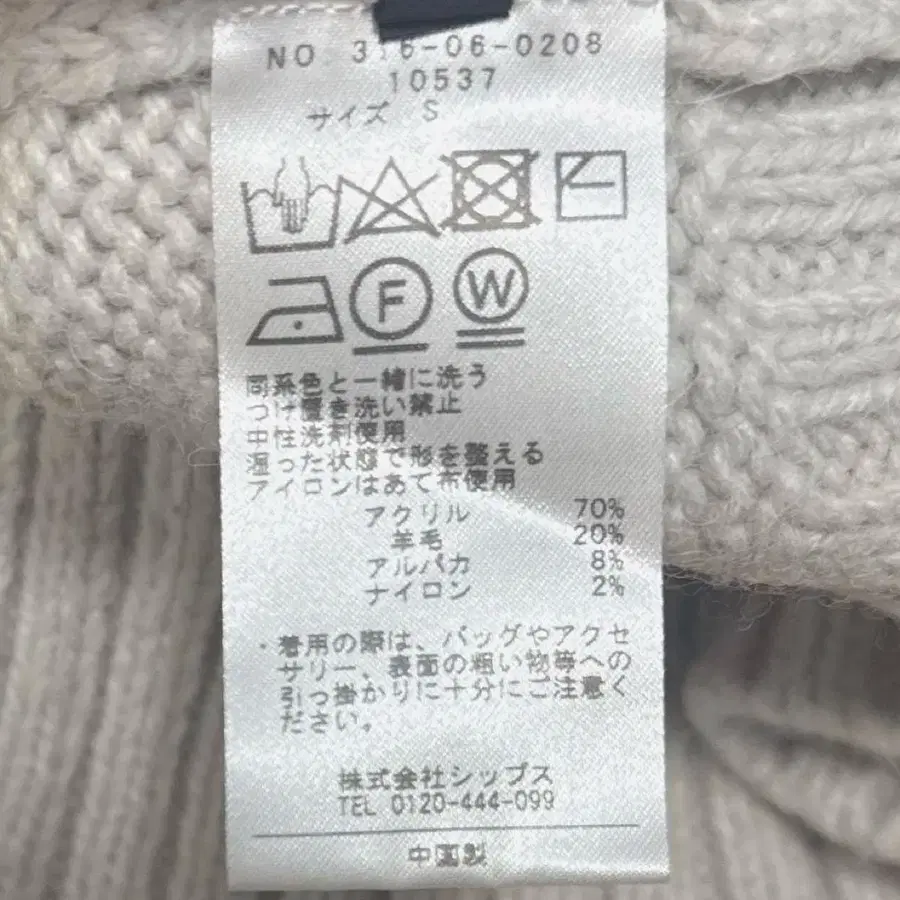 NO 316-06-0208
10537
サイズ S
F W
同系色と一緒に洗う
つけ置き洗い禁止
中性洗剤使用
湿った状態で形を整える
アイロンはあて布使用
アクリル 70%
羊毛 20%
アルパカ 8%
ナイロン 2%
・着用の際は、バッグやアクセ
サリー、表面の粗い物等への
引っ掛かりに十分にご注意く
ださい。
株式会社シップス
TEL 0120-444-099
中国製